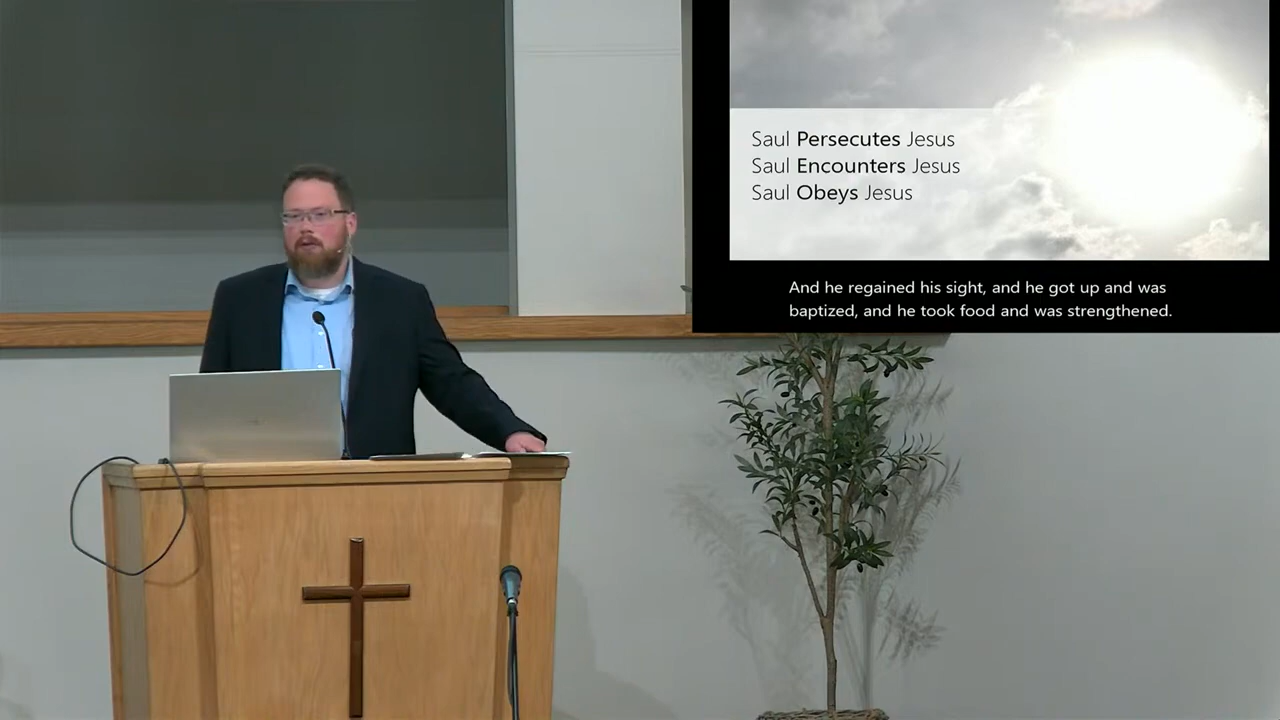 Saul Persecutes Jesus
Saul Encounters Jesus
Saul Obeys Jesus
And he regained his sight, and he got up and was
baptized, and he took food and was strengthened.